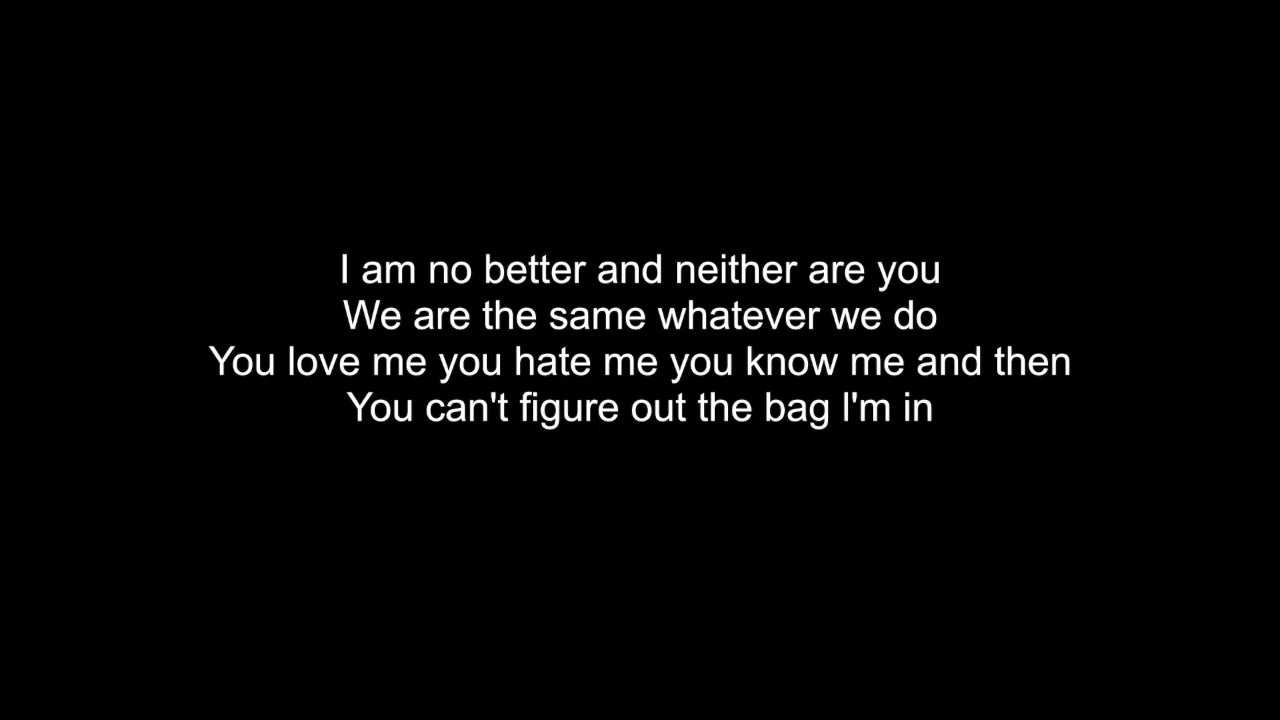 I am no better and neither are you
We are the same whatever we do
You love me you hate me you know me and then
You can't figure out the bag I'm in